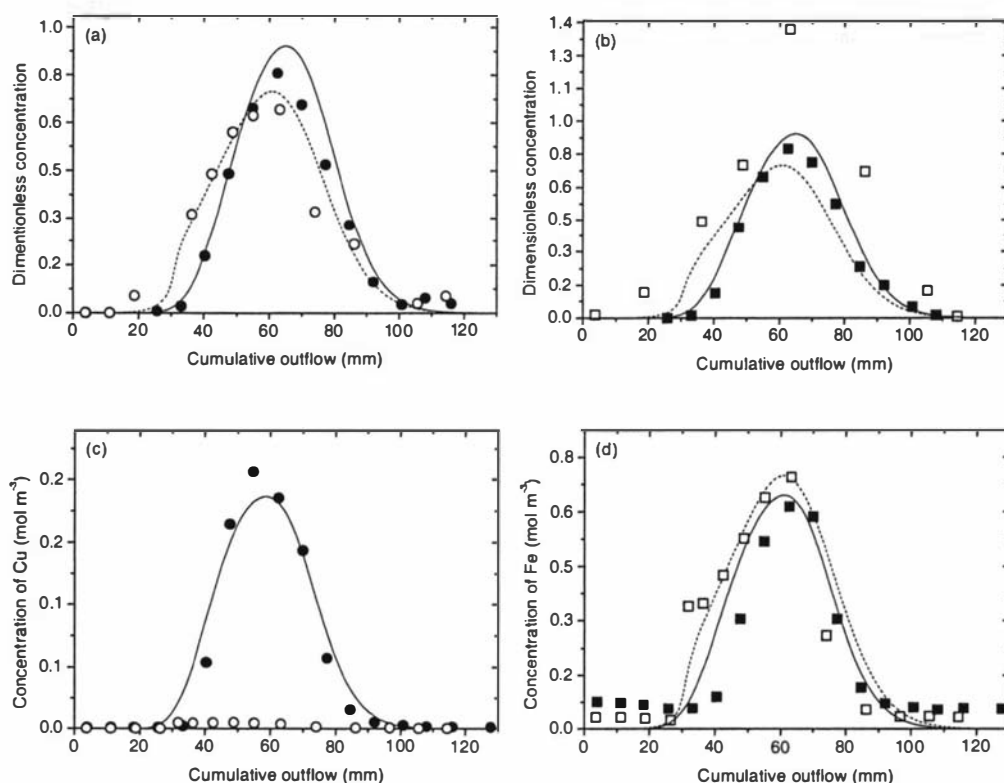 (a)
Dimentionless concentration
1.0
0.8
0.6
0.5
0.3
0.2
0.0
0 20 40 60 80 100 120
Cumulative outflow (mm)
(b)
Dimensionless concentration
1.4
1.3
1.1
1.0
0.8
0.6
0.5
0.3
0.2
0.0
0 20 40 60 80 100 120
Cumulative outflow (mm)
(c)
Concentration of Cu (mol m⁻³)
0.2
0.2
0.1
0.1
0.0
0 20 40 60 80 100 120
Cumulative outflow (mm)
(d)
Concentration of Fe (mol m⁻³)
0.8
0.6
0.5
0.3
0.2
0.0
0 20 40 60 80 100 120
Cumulative outflow (mm)